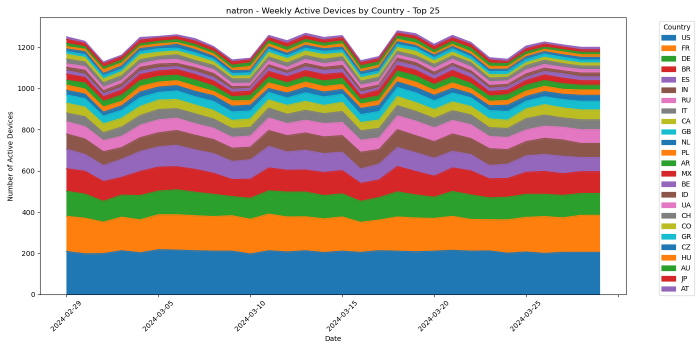 natron - Weekly Active Devices by Country - Top 25
Number of Active Devices
1200
1000
800
600
400
200
0
2024-02-29
2024-03-05
2024-03-10
2024-03-15
2024-03-20
2024-03-25
Date
Country
US
FR
DE
BR
ES
IN
RU
IT
CA
GB
NL
PL
AR
MX
BE
ID
UA
CH
CO
GR
CZ
HU
AU
JP
AT